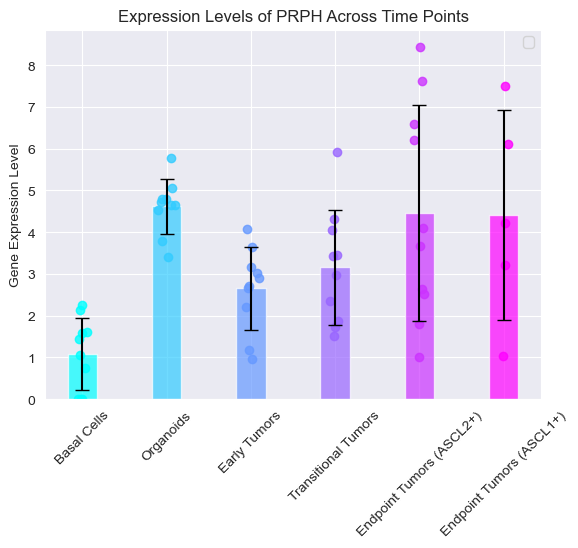 Expression Levels of PRPH Across Time Points
Gene Expression Level
8
7
6
5
4
3
2
1
0
Basal Cells
Organoids
Early Tumors
Transitional Tumors
Endpoint Tumors (ASCL2+)
Endpoint Tumors (ASCL1+)